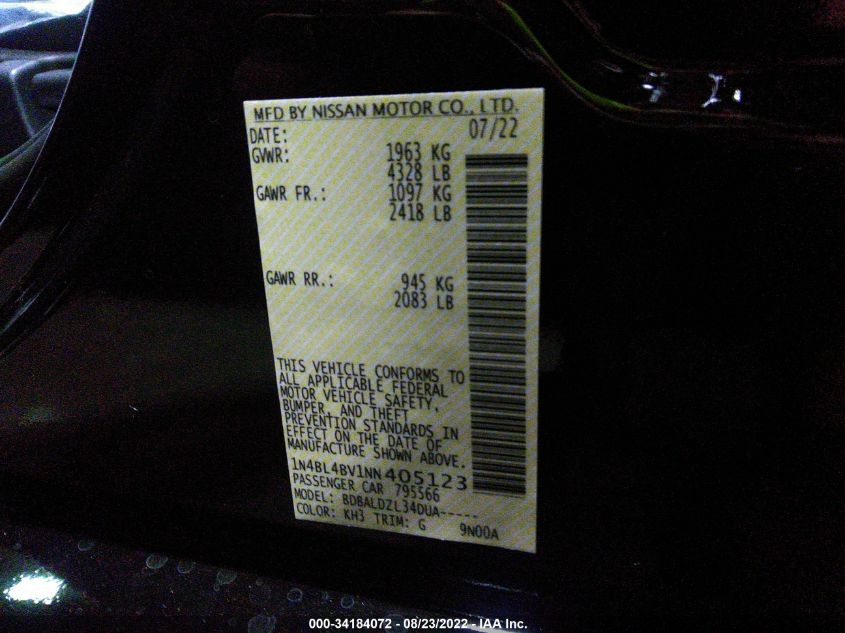 MFD BY NISSAN MOTOR CO., LTD.
DATE: 07/22
GVWR: 1963 KG
4328 LB
GAWR FR.: 1097 KG
2418 LB
GAWR RR.: 945 KG
2083 LB
THIS VEHICLE CONFORMS TO
ALL APPLICABLE FEDERAL
MOTOR VEHICLE SAFETY,
BUMPER, AND THEFT
PREVENTION STANDARDS IN
EFFECT ON THE DATE OF
MANUFACTURE SHOWN ABOVE.
1N4BL4BV1NN405123
PASSENGER CAR 795566
MODEL: BDBALDZL34DUA-----
COLOR: KH3 TRIM: G 9N00A
000-34184072 - 08/23/2022 - IAA Inc.